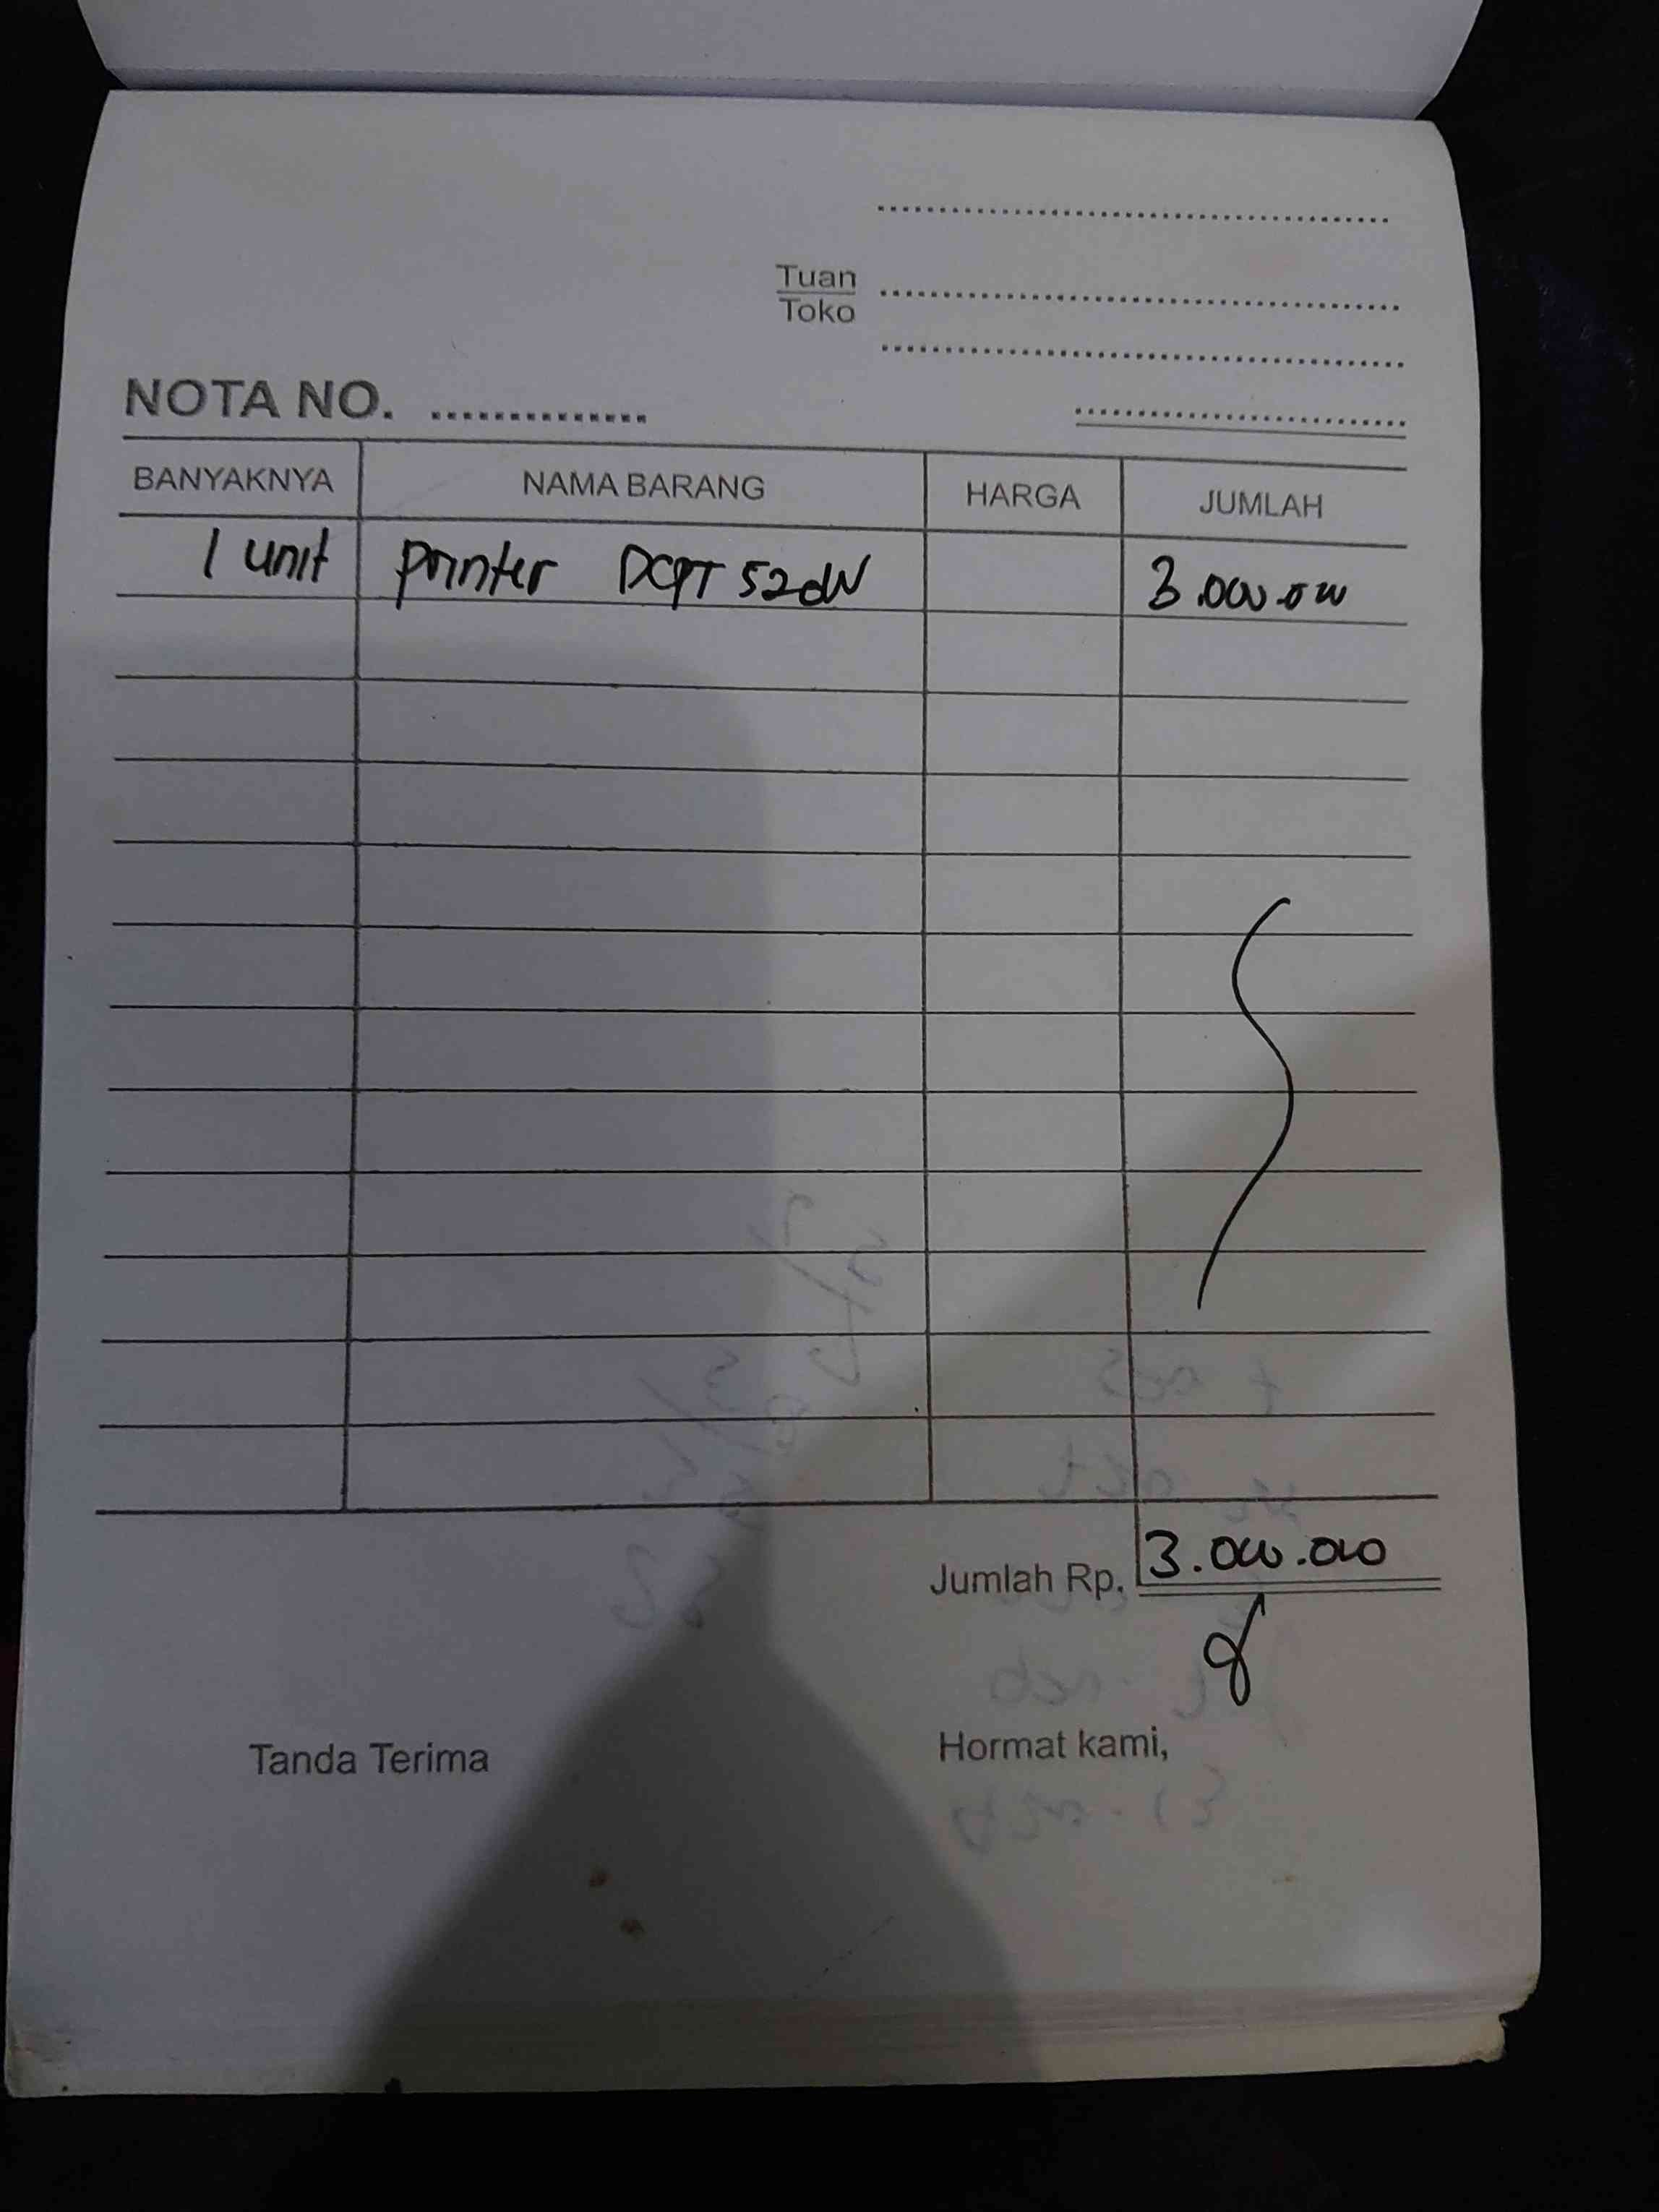 Tuan
Toko
NOTA NO. ...............
BANYAKNYA NAMA BARANG HARGA JUMLAH
1 unit printer DCPT 520W 3.000.000
Jumlah Rp. 3.000.000
Tanda Terima Hormat kami,